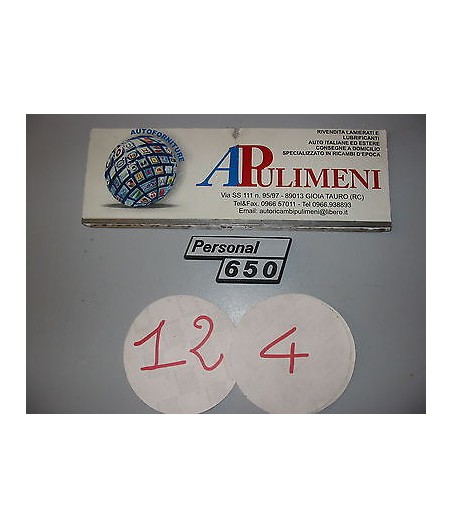 AUTOFORNITURE
RIVENDITA LAMIERATI E
LUBRIFICANTI
AUTO ITALIANE ED ESTERE
CONSEGNE A DOMICILIO
SPECIALIZZATO IN RICAMBI D'EPOCA
APULIMENI
Via SS 111 n. 95/97 - 89013 GIOIA TAURO (RC)
Tel&Fax. 0966 57011 - Tel 0966.938893
Email: autoricambipulimeni@libero.it
Personal
650
12 4